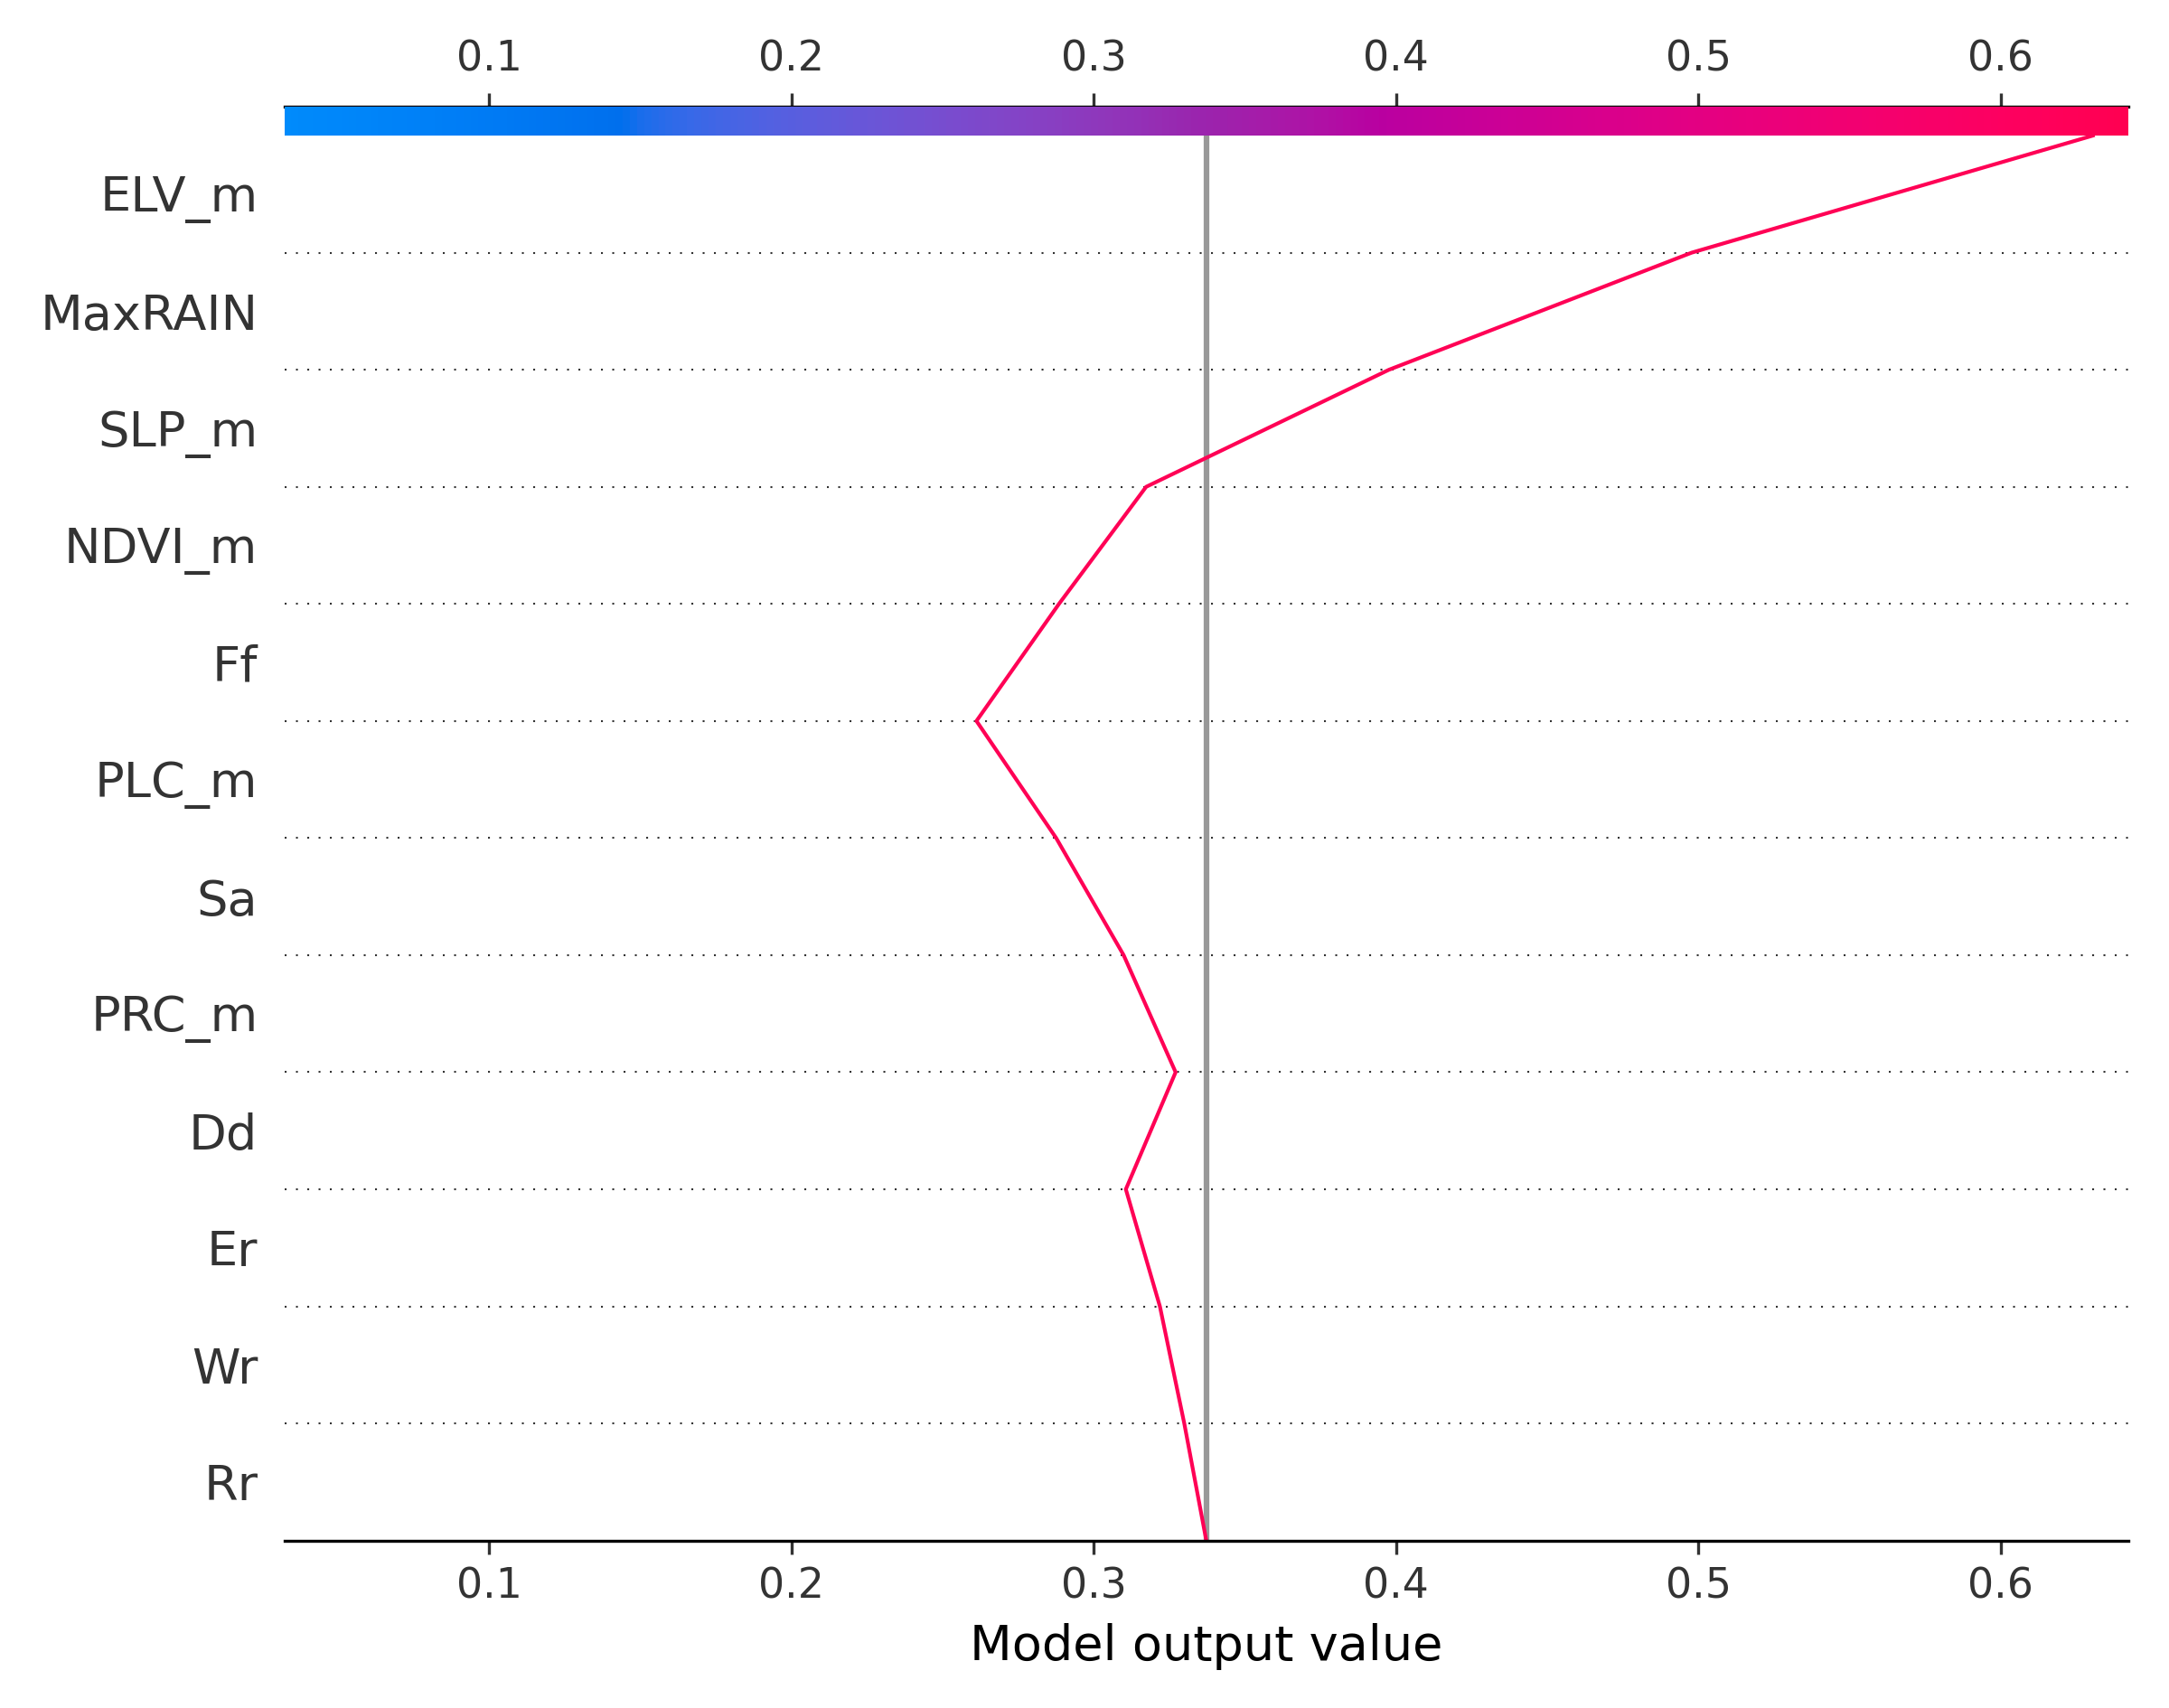 0.1 0.2 0.3 0.4 0.5 0.6
ELV_m
MaxRAIN
SLP_m
NDVI_m
Ff
PLC_m
Sa
PRC_m
Dd
Er
Wr
Rr
0.1 0.2 0.3 0.4 0.5 0.6
Model output value